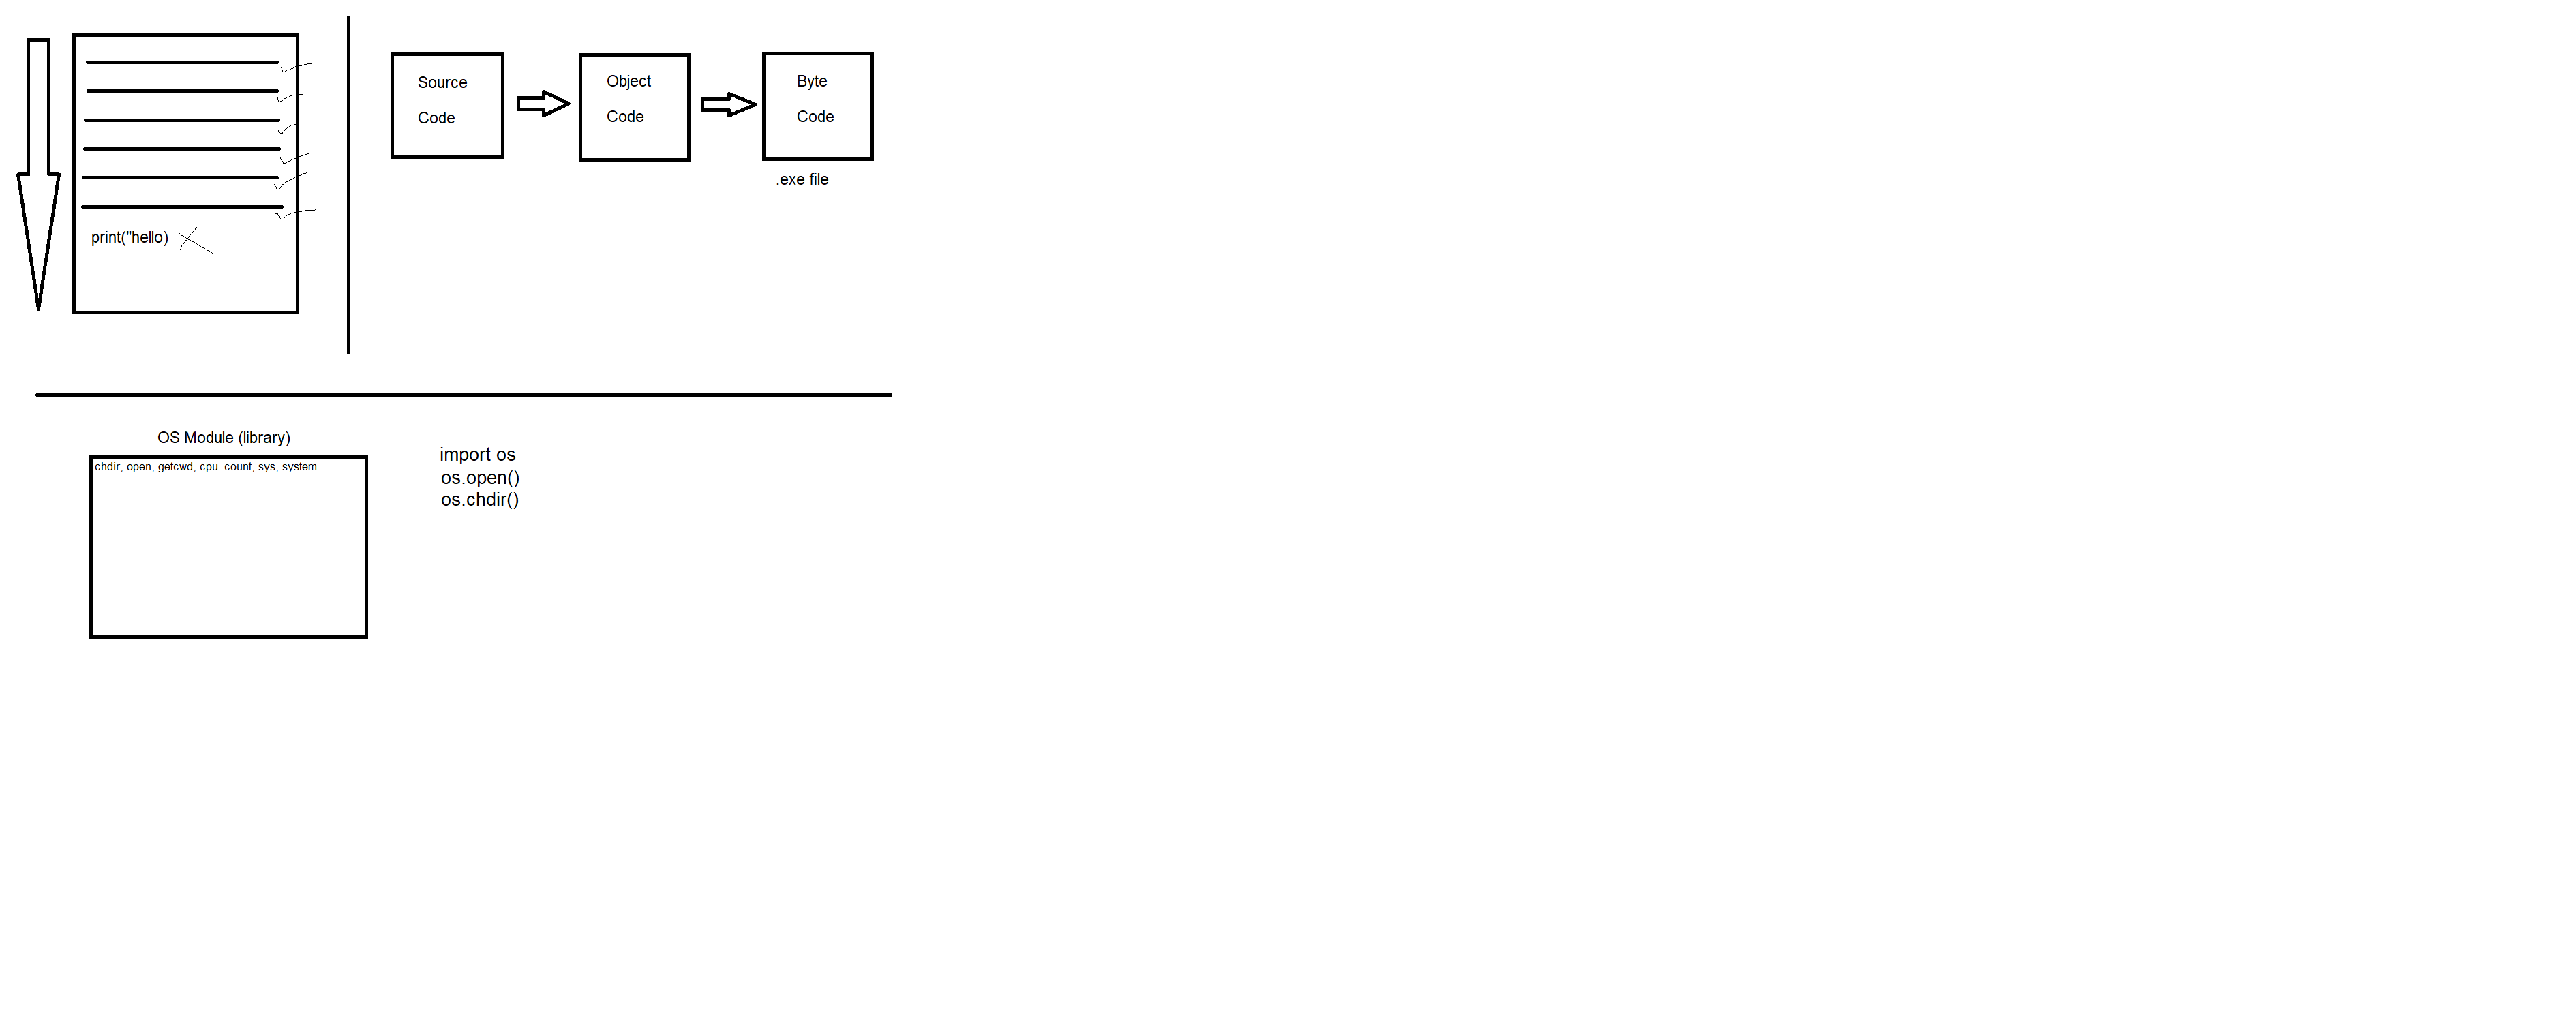 print("hello)
Source
Code
Object
Code
Byte
Code
.exe file
OS Module (library)
chdir, open, getcwd, cpu_count, sys, system.......
import os
os.open()
os.chdir()